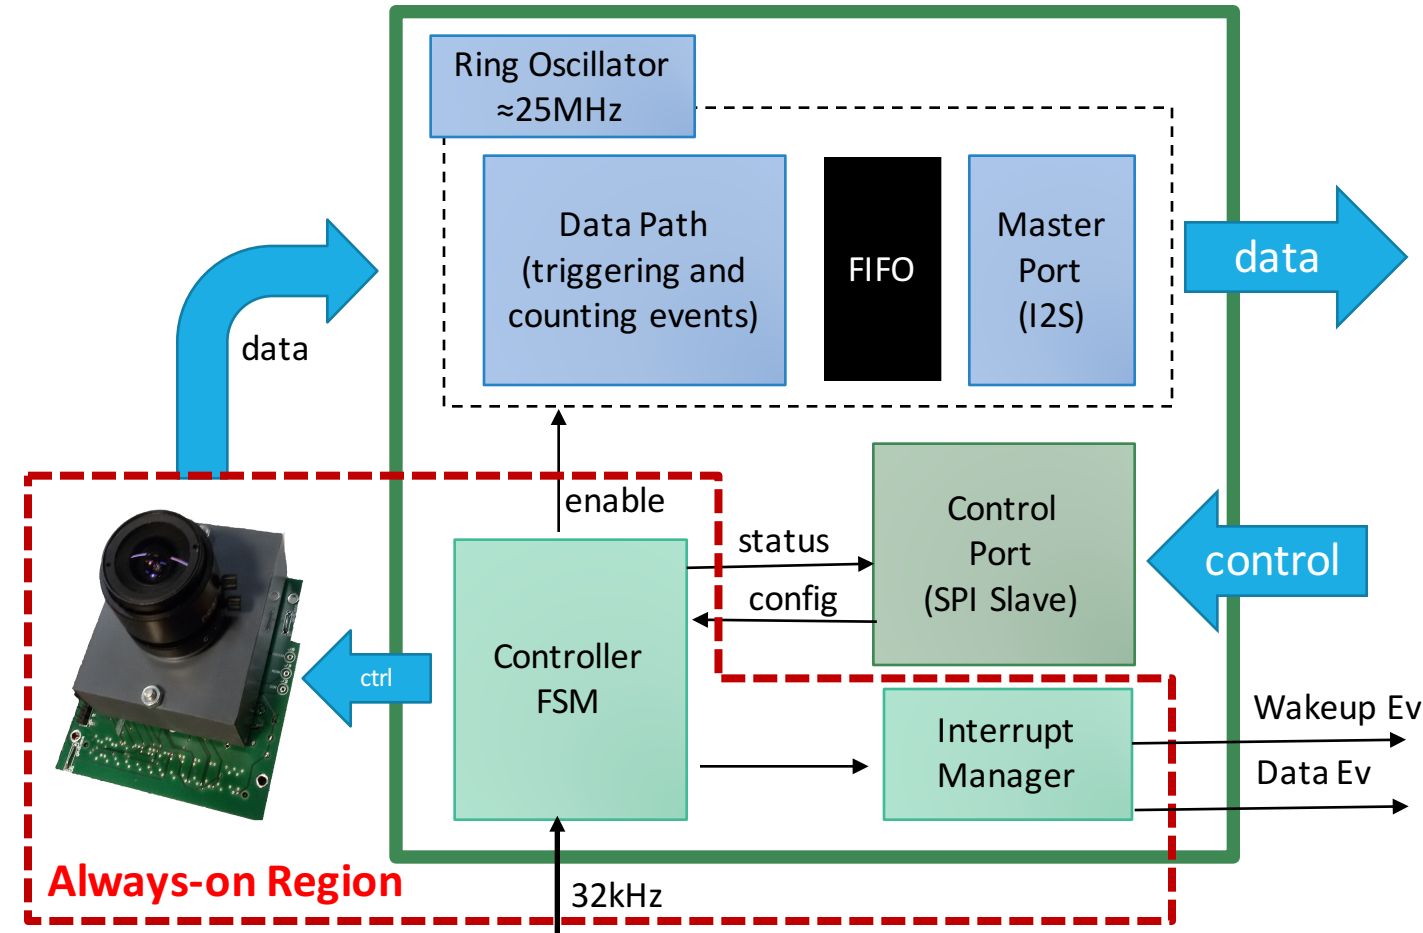 Ring Oscillator
≈25MHz
Data Path
(triggering and
counting events)
FIFO
Master
Port
(I2S)
data
data
enable
status
config
Control
Port
(SPI Slave)
control
Controller
FSM
ctrl
Interrupt
Manager
Wakeup Ev
Data Ev
Always-on Region
32kHz